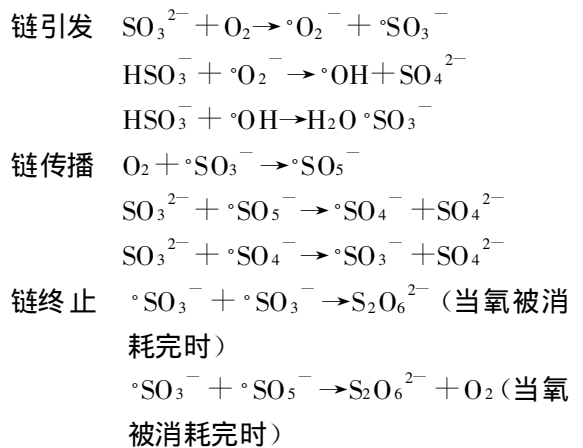 链引发 SO₃²⁻ + O₂→°O₂⁻ + °SO₃⁻
HSO₃⁻ + °O₂⁻→°OH + SO₄²⁻
HSO₃⁻ + °OH→H₂O °SO₃⁻
链传播 O₂ + °SO₃⁻→°SO₅⁻
SO₃²⁻ + °SO₅⁻→°SO₄⁻ + SO₄²⁻
SO₃²⁻ + °SO₄⁻→°SO₃⁻ + SO₄²⁻
链终止 °SO₃⁻ + °SO₃⁻→S₂O₆²⁻（当氧被消
耗完时）
°SO₃⁻ + °SO₅⁻→S₂O₆²⁻ + O₂（当氧
被消耗完时）